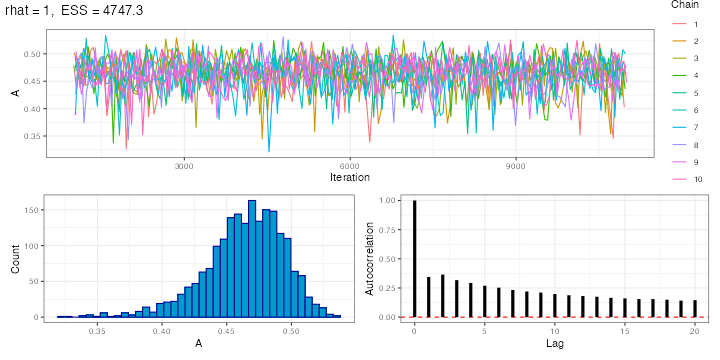 rhat = 1, ESS = 4747.3
Chain
1
2
3
4
5
6
7
8
9
10
A
0.50
0.45
0.40
0.35
3000 6000 9000
Iteration
Count
150
100
50
0
0.35 0.40 0.45 0.50
A
Autocorrelation
1.00
0.75
0.50
0.25
0.00
0 5 10 15 20
Lag